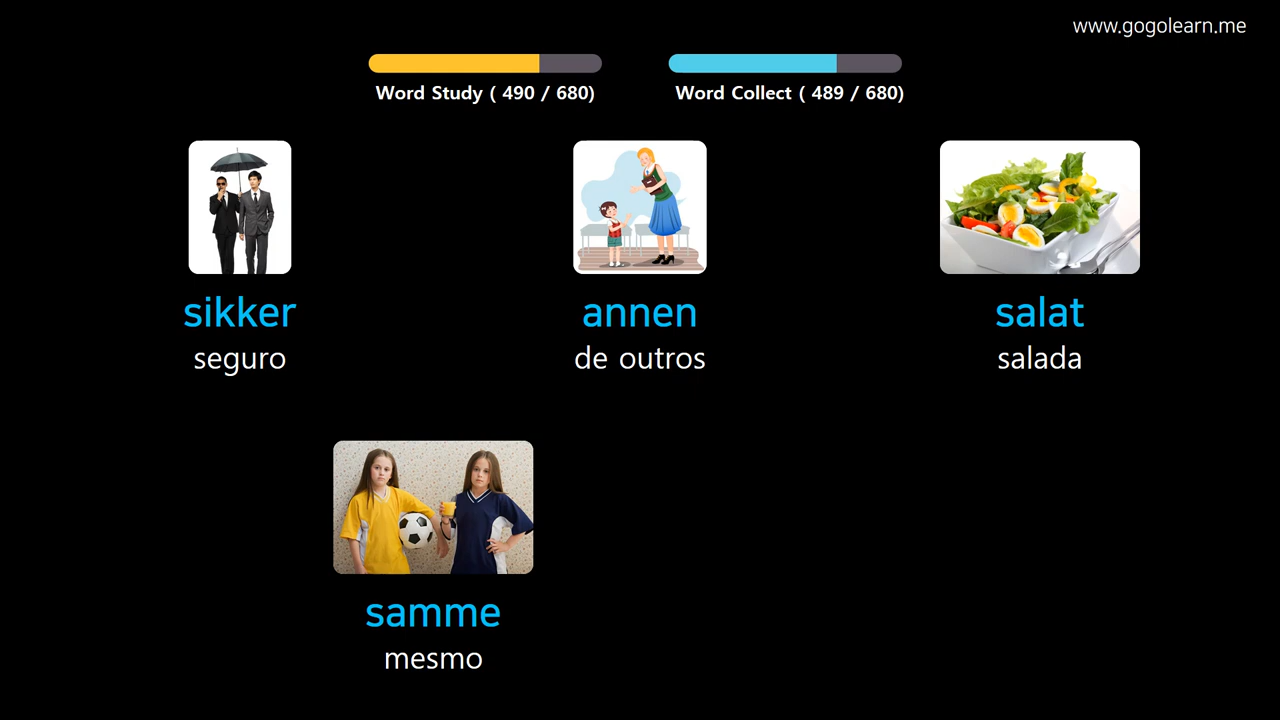 www.gogolearn.me
Word Study ( 490 / 680)
Word Collect ( 489 / 680)
sikker
seguro
annen
de outros
salat
salada
samme
mesmo